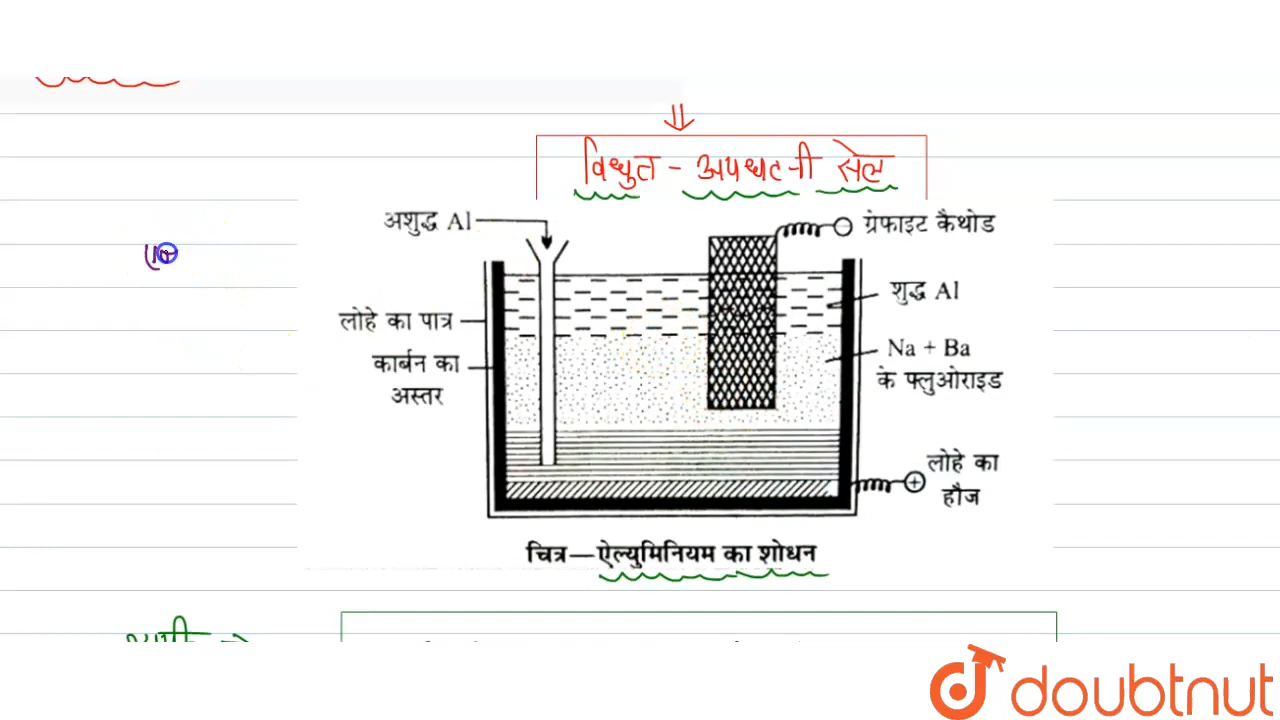 विधुत - अपघटनी सेल
अशुद्ध Al
ग्रेफाइट कैथोड
शुद्ध Al
लोहे का पात्र
Na + Ba
के फ्लुओराइड
कार्बन का
अस्तर
लोहे का
हौज
चित्र—ऐल्युमिनियम का शोधन
doubtnut